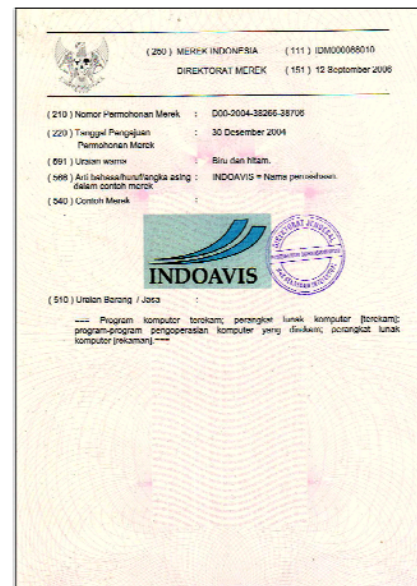 ( 260 ) MEREK INDONESIA ( 111 ) IDM000088010
DIREKTORAT MEREK ( 151 ) 12 September 2006
( 210 ) Nomor Permohonan Merek : D00-2004-38266-38706
( 220 ) Tanggal Pengajuan : 30 Desember 2004
Permohonan Merek
( 591 ) Uraian warna : Biru dan hitam.
( 566 ) Arti bahasa/huruf/angka asing : INDOAVIS = Nama perusahaan.
dalam contoh merek
( 540 ) Contoh Merek :
INDOAVIS
DIREKTORAT JENDERAL
( 510 ) Uraian Barang / Jasa :
=== Program komputer terekam; perangkat lunak komputer [terekam];
program-program pengoperasian komputer yang direkam; perangkat lunak
komputer [rekaman].===